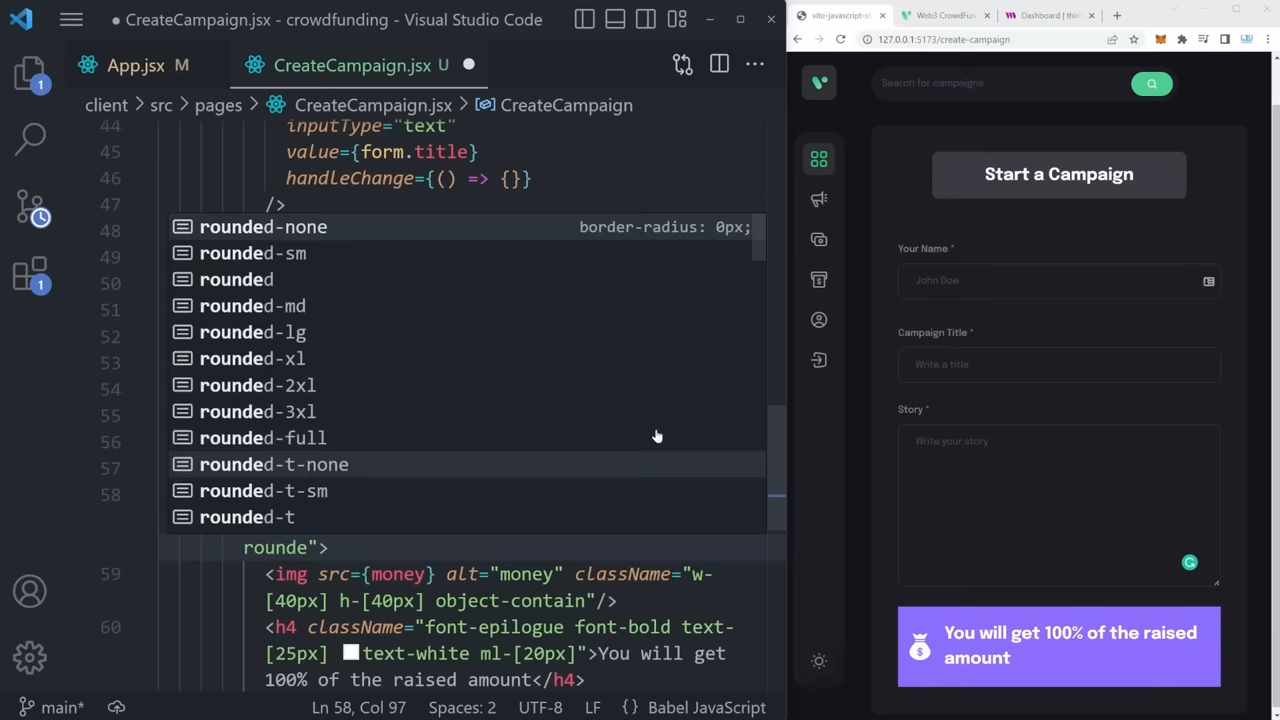 CreateCampaign.jsx - crowdfunding - Visual Studio Code
App.jsx M
CreateCampaign.jsx U
client > src > pages > CreateCampaign.jsx > CreateCampaign
44 inputType="text"
45 value={form.title}
46 handleChange={() => {}}
47 />
48
49
50
51
52
53
54
55
56
57
58
rounded-none border-radius: 0px;
rounded-sm
rounded
rounded-md
rounded-lg
rounded-xl
rounded-2xl
rounded-3xl
rounded-full
rounded-t-none
rounded-t-sm
rounded-t
rounde">
59 <img src={money} alt="money" className="w-
[40px] h-[40px] object-contain"/>
60 <h4 className="font-epilogue font-bold text-
[25px] text-white ml-[20px]">You will get
100% of the raised amount</h4>
1
1
main*
Ln 58, Col 97
Spaces: 2
UTF-8
LF
{} Babel JavaScript
vite-javascript-st
Web3 CrowdFun
Dashboard | thir
127.0.0.1:5173/create-campaign
Search for campaigns
Start a Campaign
Your Name *
John Doe
Campaign Title *
Write a title
Story *
Write your story
You will get 100% of the raised
amount